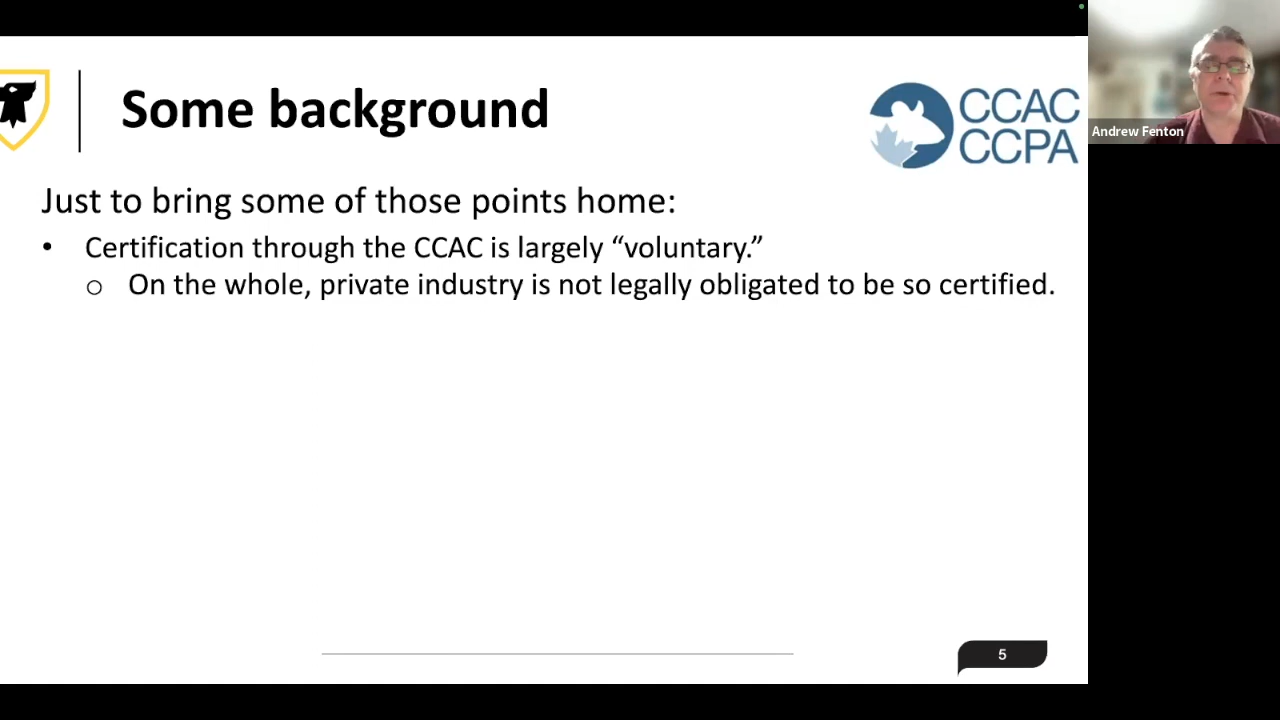 Some background
CCAC
CCPA
Andrew Fenton
Just to bring some of those points home:
• Certification through the CCAC is largely “voluntary.”
o On the whole, private industry is not legally obligated to be so certified.
5